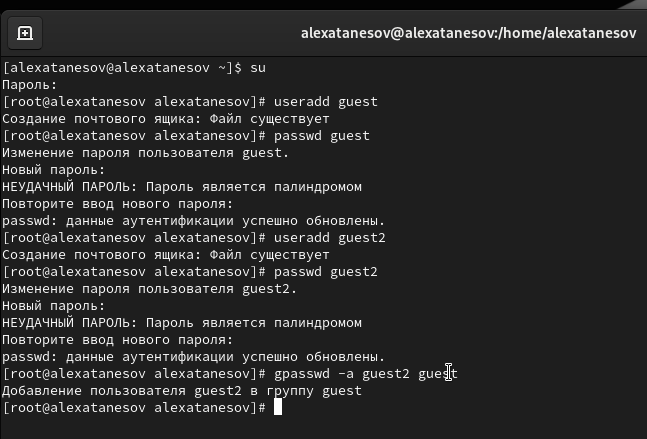 alexatanesov@alexatanesov:/home/alexatanesov
[alexatanesov@alexatanesov ~]$ su
Пароль:
[root@alexatanesov alexatanesov]# useradd guest
Создание почтового ящика: Файл существует
[root@alexatanesov alexatanesov]# passwd guest
Изменение пароля пользователя guest.
Новый пароль:
НЕУДАЧНЫЙ ПАРОЛЬ: Пароль является палиндромом
Повторите ввод нового пароля:
passwd: данные аутентификации успешно обновлены.
[root@alexatanesov alexatanesov]# useradd guest2
Создание почтового ящика: Файл существует
[root@alexatanesov alexatanesov]# passwd guest2
Изменение пароля пользователя guest2.
Новый пароль:
НЕУДАЧНЫЙ ПАРОЛЬ: Пароль является палиндромом
Повторите ввод нового пароля:
passwd: данные аутентификации успешно обновлены.
[root@alexatanesov alexatanesov]# gpasswd -a guest2 guest
Добавление пользователя guest2 в группу guest
[root@alexatanesov alexatanesov]#